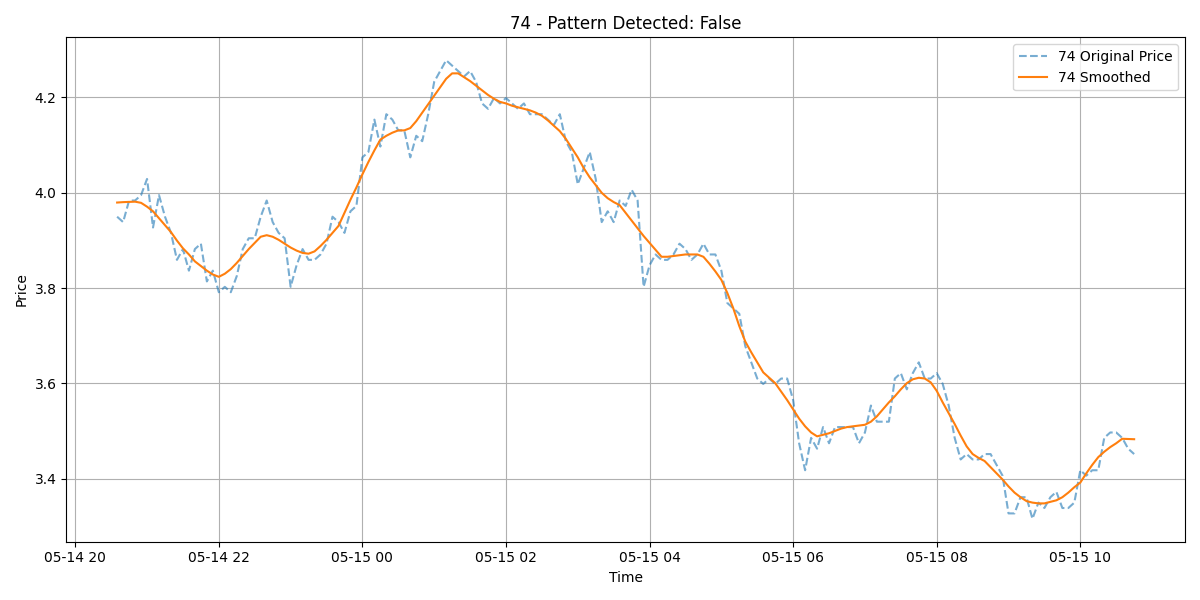 74 - Pattern Detected: False
74 Original Price
74 Smoothed
Price
4.2
4.0
3.8
3.6
3.4
05-14 20
05-14 22
05-15 00
05-15 02
05-15 04
05-15 06
05-15 08
05-15 10
Time